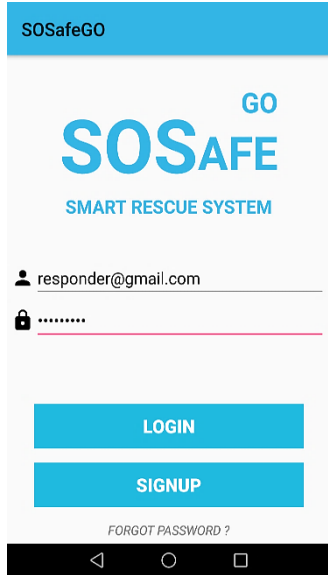 SOSafeGO
GO
SOSAFE
SMART RESCUE SYSTEM
responder@gmail.com
•••••••••
LOGIN
SIGNUP
FORGOT PASSWORD ?